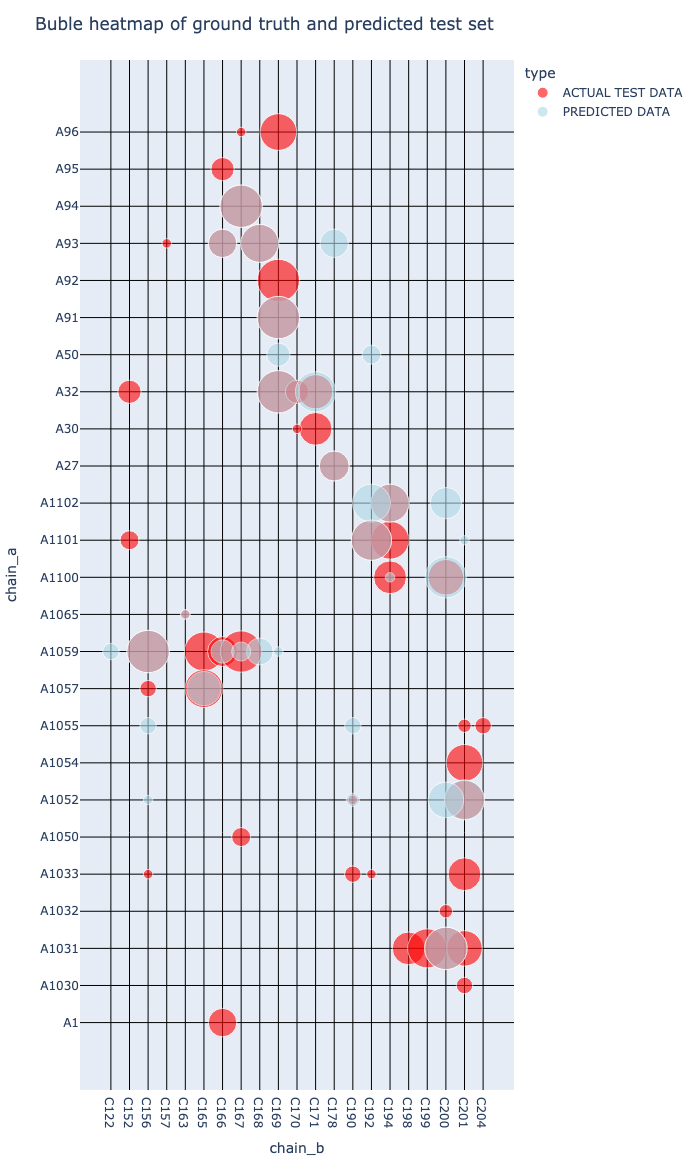 Buble heatmap of ground truth and predicted test set
type
ACTUAL TEST DATA
PREDICTED DATA
A96
A95
A94
A93
A92
A91
A50
A32
A30
A27
A1102
A1101
A1100
A1065
A1059
A1057
A1055
A1054
A1052
A1050
A1033
A1032
A1031
A1030
A1
chain_a
C122 C152 C156 C157 C163 C165 C166 C167 C168 C169 C170 C171 C178 C190 C192 C194 C198 C199 C200 C201 C204
chain_b